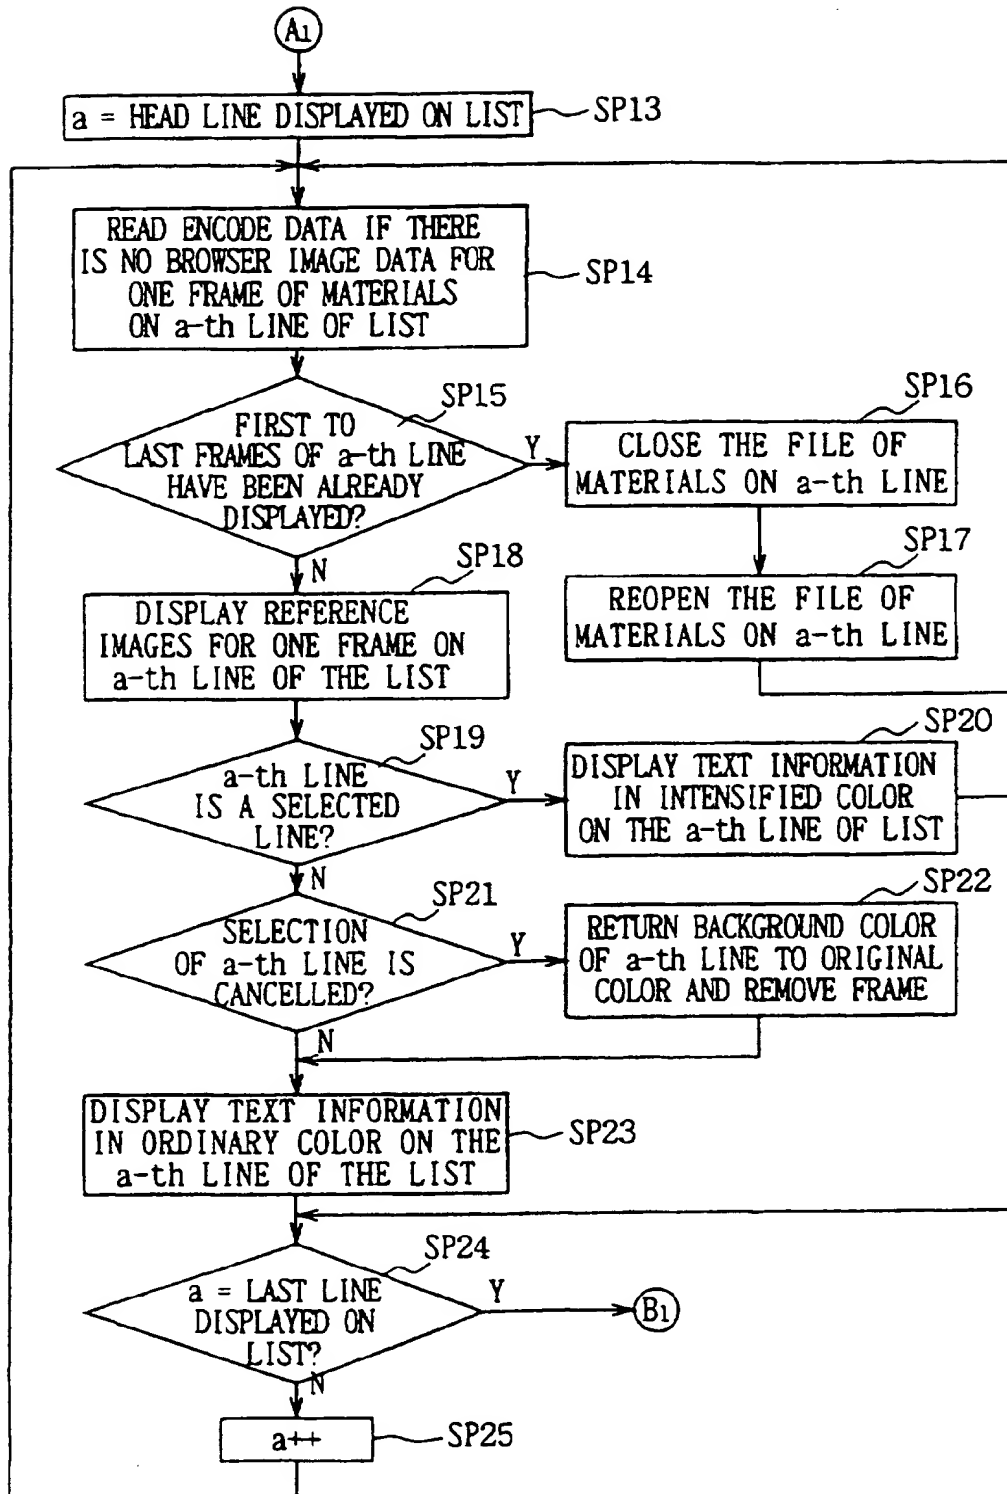 A1
a = HEAD LINE DISPLAYED ON LIST
SP13
READ ENCODE DATA IF THERE
IS NO BROWSER IMAGE DATA FOR
ONE FRAME OF MATERIALS
ON a-th LINE OF LIST
SP14
SP15
FIRST TO
LAST FRAMES OF a-th LINE
HAVE BEEN ALREADY
DISPLAYED?
Y
N
SP16
CLOSE THE FILE OF
MATERIALS ON a-th LINE
SP17
REOPEN THE FILE OF
MATERIALS ON a-th LINE
SP18
DISPLAY REFERENCE
IMAGES FOR ONE FRAME ON
a-th LINE OF THE LIST
SP19
a-th LINE
IS A SELECTED
LINE?
Y
N
SP20
DISPLAY TEXT INFORMATION
IN INTENSIFIED COLOR
ON THE a-th LINE OF LIST
SP21
SELECTION
OF a-th LINE IS
CANCELLED?
Y
N
SP22
RETURN BACKGROUND COLOR
OF a-th LINE TO ORIGINAL
COLOR AND REMOVE FRAME
DISPLAY TEXT INFORMATION
IN ORDINARY COLOR ON THE
a-th LINE OF THE LIST
SP23
SP24
a = LAST LINE
DISPLAYED ON
LIST?
Y
B1
N
a++
SP25